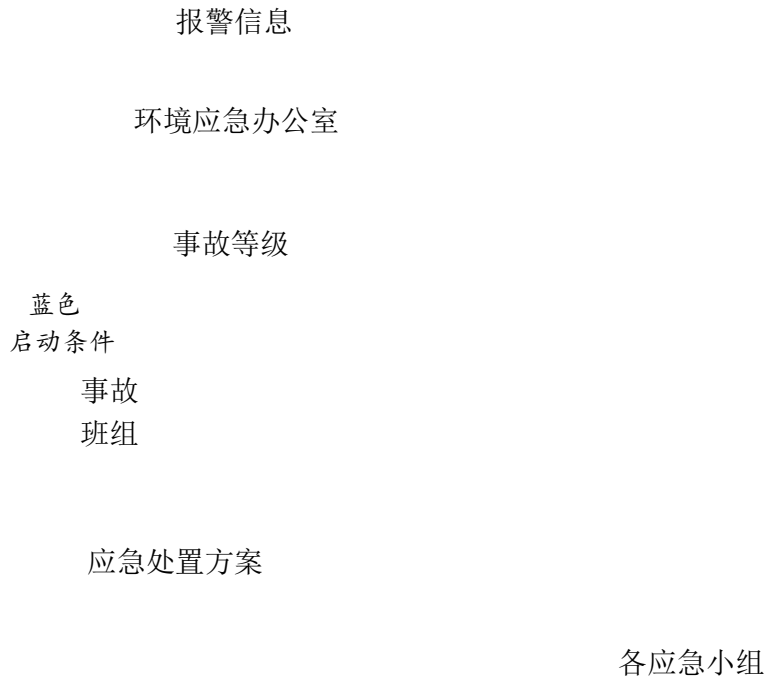 报警信息
环境应急办公室
事故等级
蓝色
启动条件
事故
班组
应急处置方案
各应急小组